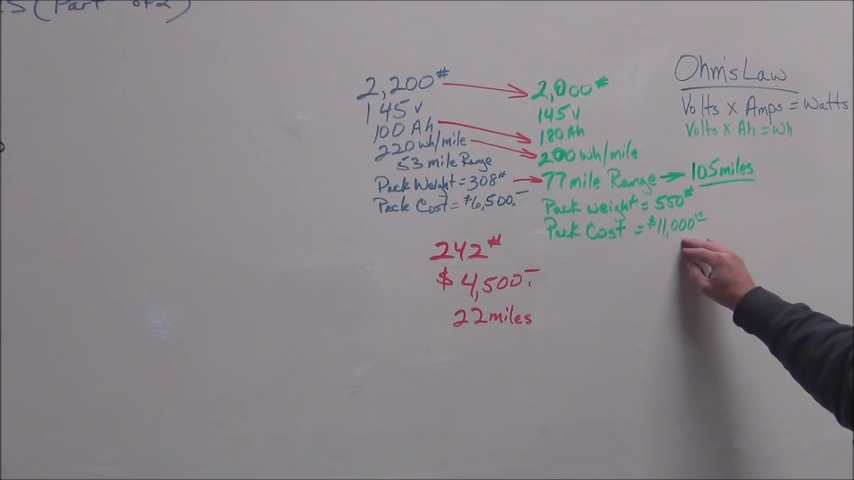 (Part of 2)
2,200#
145v
100 Ah
220 wh/mile
53 mile Range
Pack Weight = 308#
Pack Cost = $6,500.-
2,000#
145v
180 Ah
200 wh/mile
77 mile Range → 105 miles
Pack weight = 550#
Pack Cost = $11,000
242#
$4,500.-
22 miles
Ohm's Law
Volts x Amps = Watts
Volts x Ah = Wh